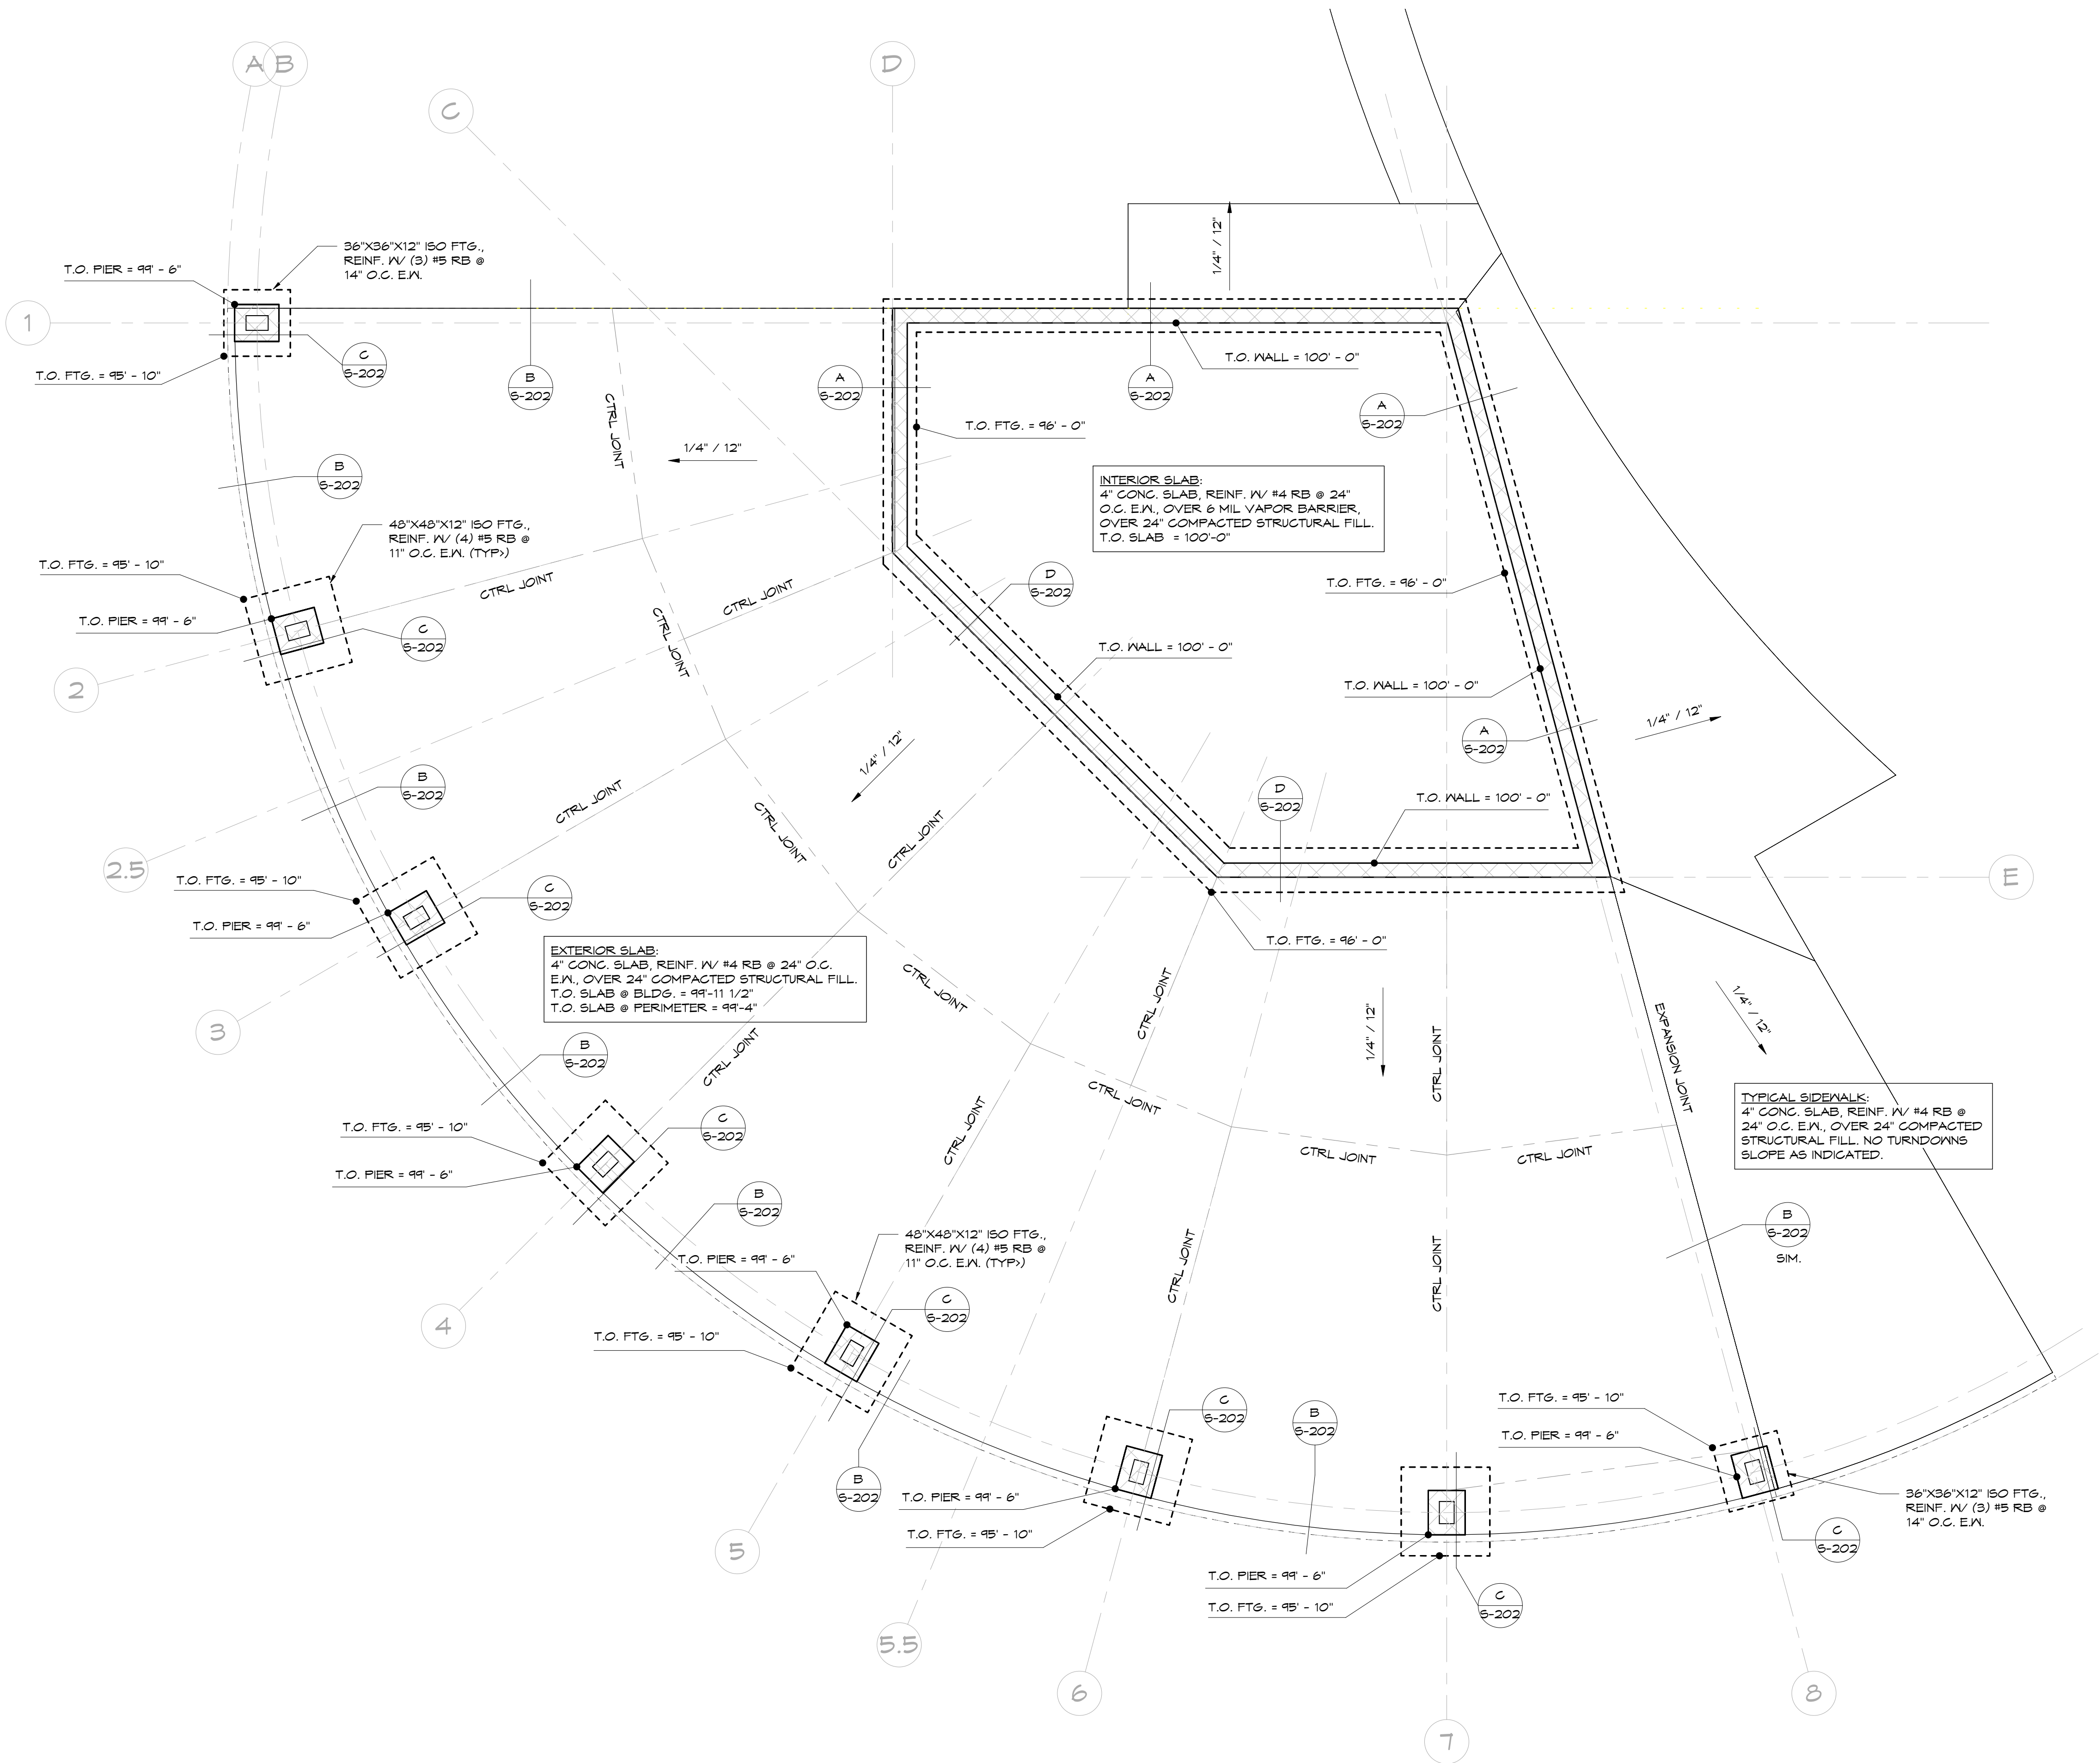 A
B
C
D
36"X36"X12" ISO FTG.,
REINF. W/ (3) #5 RB @
14" O.C. E.W.
T.O. PIER = 99' - 6"
1
T.O. FTG. = 95' - 10"
C
S-202
B
S-202
A
S-202
A
S-202
A
S-202
1/4" / 12"
T.O. WALL = 100' - 0"
T.O. FTG. = 96' - 0"
CTRL JOINT
1/4" / 12"
B
S-202
INTERIOR SLAB:
4" CONC. SLAB, REINF. W/ #4 RB @ 24"
O.C. E.W., OVER 6 MIL VAPOR BARRIER,
OVER 24" COMPACTED STRUCTURAL FILL.
T.O. SLAB = 100'-0"
48"X48"X12" ISO FTG.,
REINF. W/ (4) #5 RB @
11" O.C. E.W. (TYP>)
T.O. FTG. = 95' - 10"
T.O. PIER = 99' - 6"
C
S-202
2
CTRL JOINT
CTRL JOINT
CTRL JOINT
D
S-202
T.O. FTG. = 96' - 0"
T.O. WALL = 100' - 0"
T.O. WALL = 100' - 0"
A
S-202
1/4" / 12"
1/4" / 12"
B
S-202
2.5
CTRL JOINT
CTRL JOINT
CTRL JOINT
D
S-202
T.O. WALL = 100' - 0"
E
T.O. FTG. = 95' - 10"
T.O. PIER = 99' - 6"
C
S-202
3
T.O. FTG. = 96' - 0"
EXTERIOR SLAB:
4" CONC. SLAB, REINF. W/ #4 RB @ 24" O.C.
E.W., OVER 24" COMPACTED STRUCTURAL FILL.
T.O. SLAB @ BLDG. = 99'-11 1/2"
T.O. SLAB @ PERIMETER = 99'-4"
CTRL JOINT
CTRL JOINT
1/4" / 12"
CTRL JOINT
EXPANSION JOINT
1/4" / 12"
B
S-202
CTRL JOINT
CTRL JOINT
CTRL JOINT
CTRL JOINT
CTRL JOINT
TYPICAL SIDEWALK:
4" CONC. SLAB, REINF. W/ #4 RB @
24" O.C. E.W., OVER 24" COMPACTED
STRUCTURAL FILL. NO TURNDOWNS
SLOPE AS INDICATED.
T.O. FTG. = 95' - 10"
T.O. PIER = 99' - 6"
C
S-202
B
S-202
B
S-202
SIM.
4
48"X48"X12" ISO FTG.,
REINF. W/ (4) #5 RB @
11" O.C. E.W. (TYP>)
T.O. PIER = 99' - 6"
T.O. FTG. = 95' - 10"
C
S-202
CTRL JOINT
CTRL JOINT
B
S-202
C
S-202
B
S-202
T.O. FTG. = 95' - 10"
T.O. PIER = 99' - 6"
36"X36"X12" ISO FTG.,
REINF. W/ (3) #5 RB @
14" O.C. E.W.
T.O. PIER = 99' - 6"
T.O. FTG. = 95' - 10"
C
S-202
5
T.O. PIER = 99' - 6"
T.O. FTG. = 95' - 10"
C
S-202
5.5
6
7
8